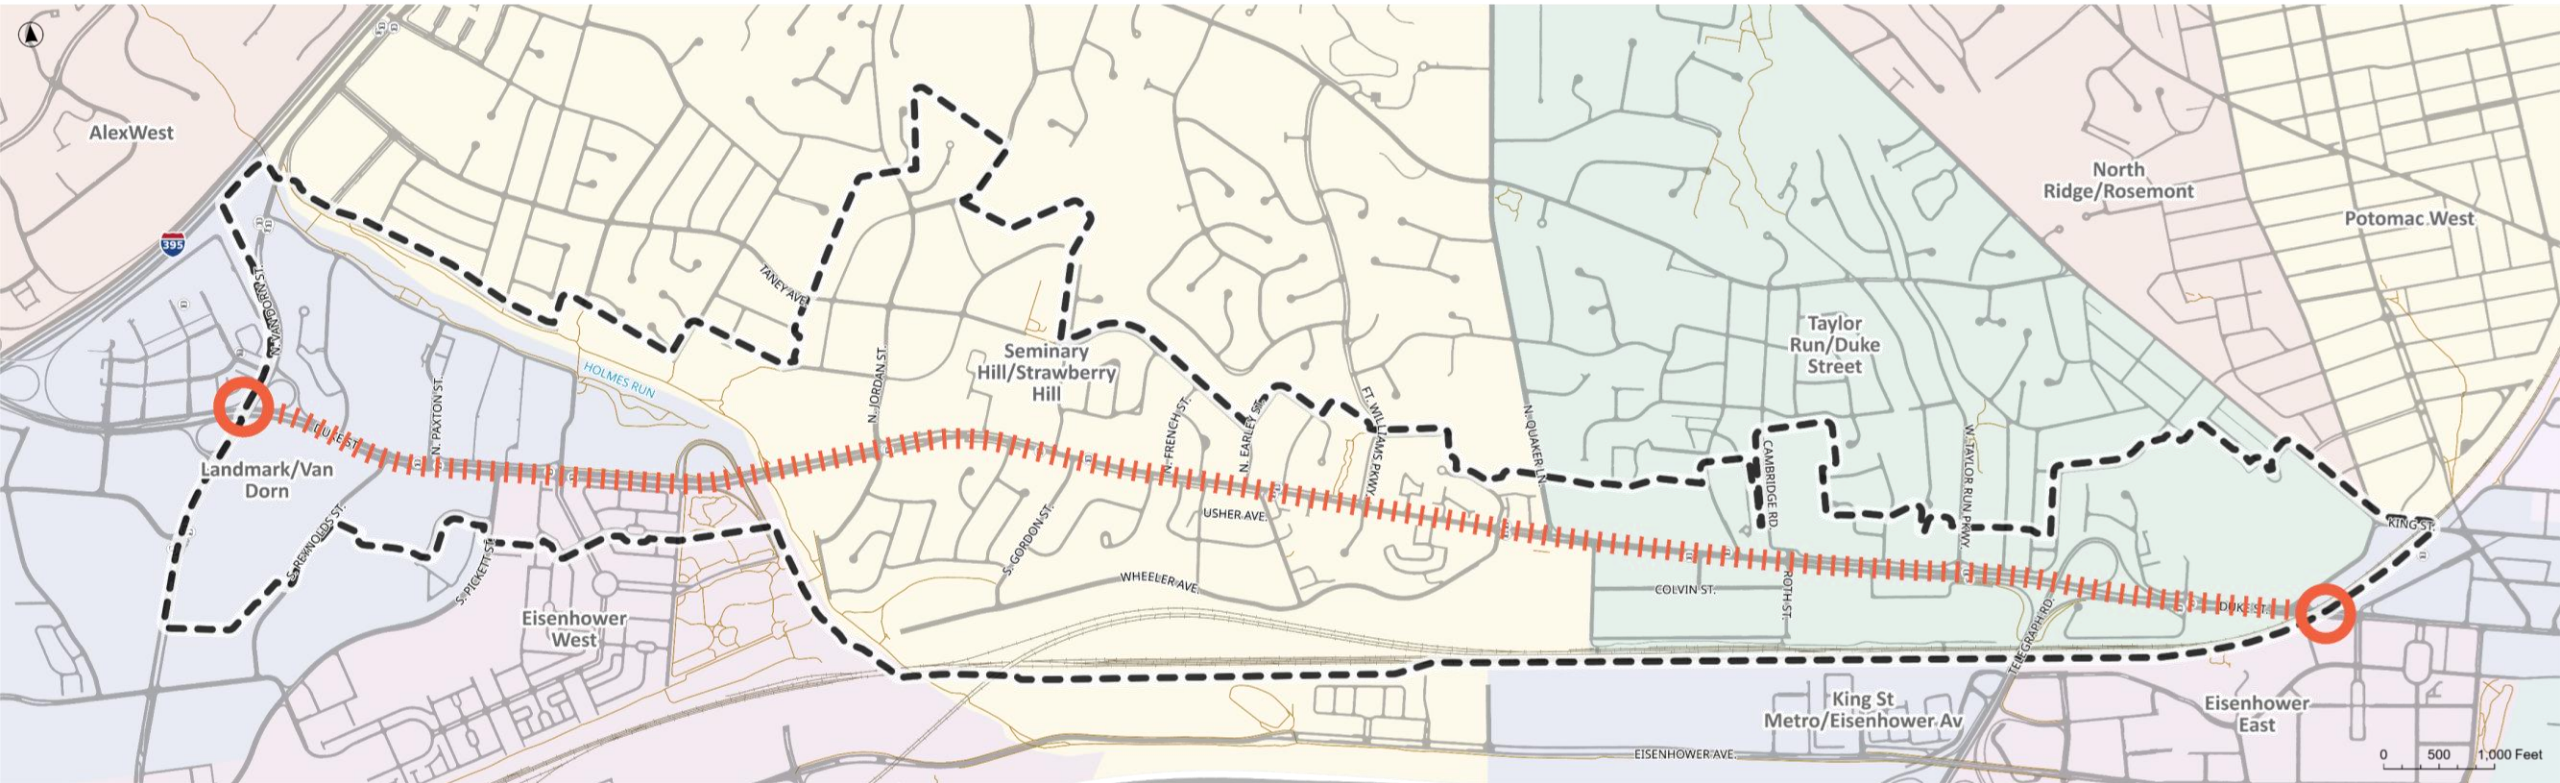 AlexWest
395
N. VAN DORN ST.
DUKE ST.
Landmark/Van
Dorn
N. PAXTON ST.
S. REYNOLDS ST.
S. PICKETT ST.
Eisenhower
West
HOLMES RUN
TANEY AVE.
N. JORDAN ST.
Seminary
Hill/Strawberry
Hill
S. GORDON ST.
N. FRENCH ST.
N. EARLEY ST.
USHER AVE.
WHEELER AVE.
FT. WILLIAMS PKWY.
N. QUAKER LN.
CAMBRIDGE RD.
COLVIN ST.
ROTH ST.
Taylor
Run/Duke
Street
W. TAYLOR RUN PKWY.
TELEGRAPH RD.
DUKE ST.
KING ST.
North
Ridge/Rosemont
Potomac West
King St
Metro/Eisenhower Av
EISENHOWER AVE.
Eisenhower
East
0 500 1,000 Feet